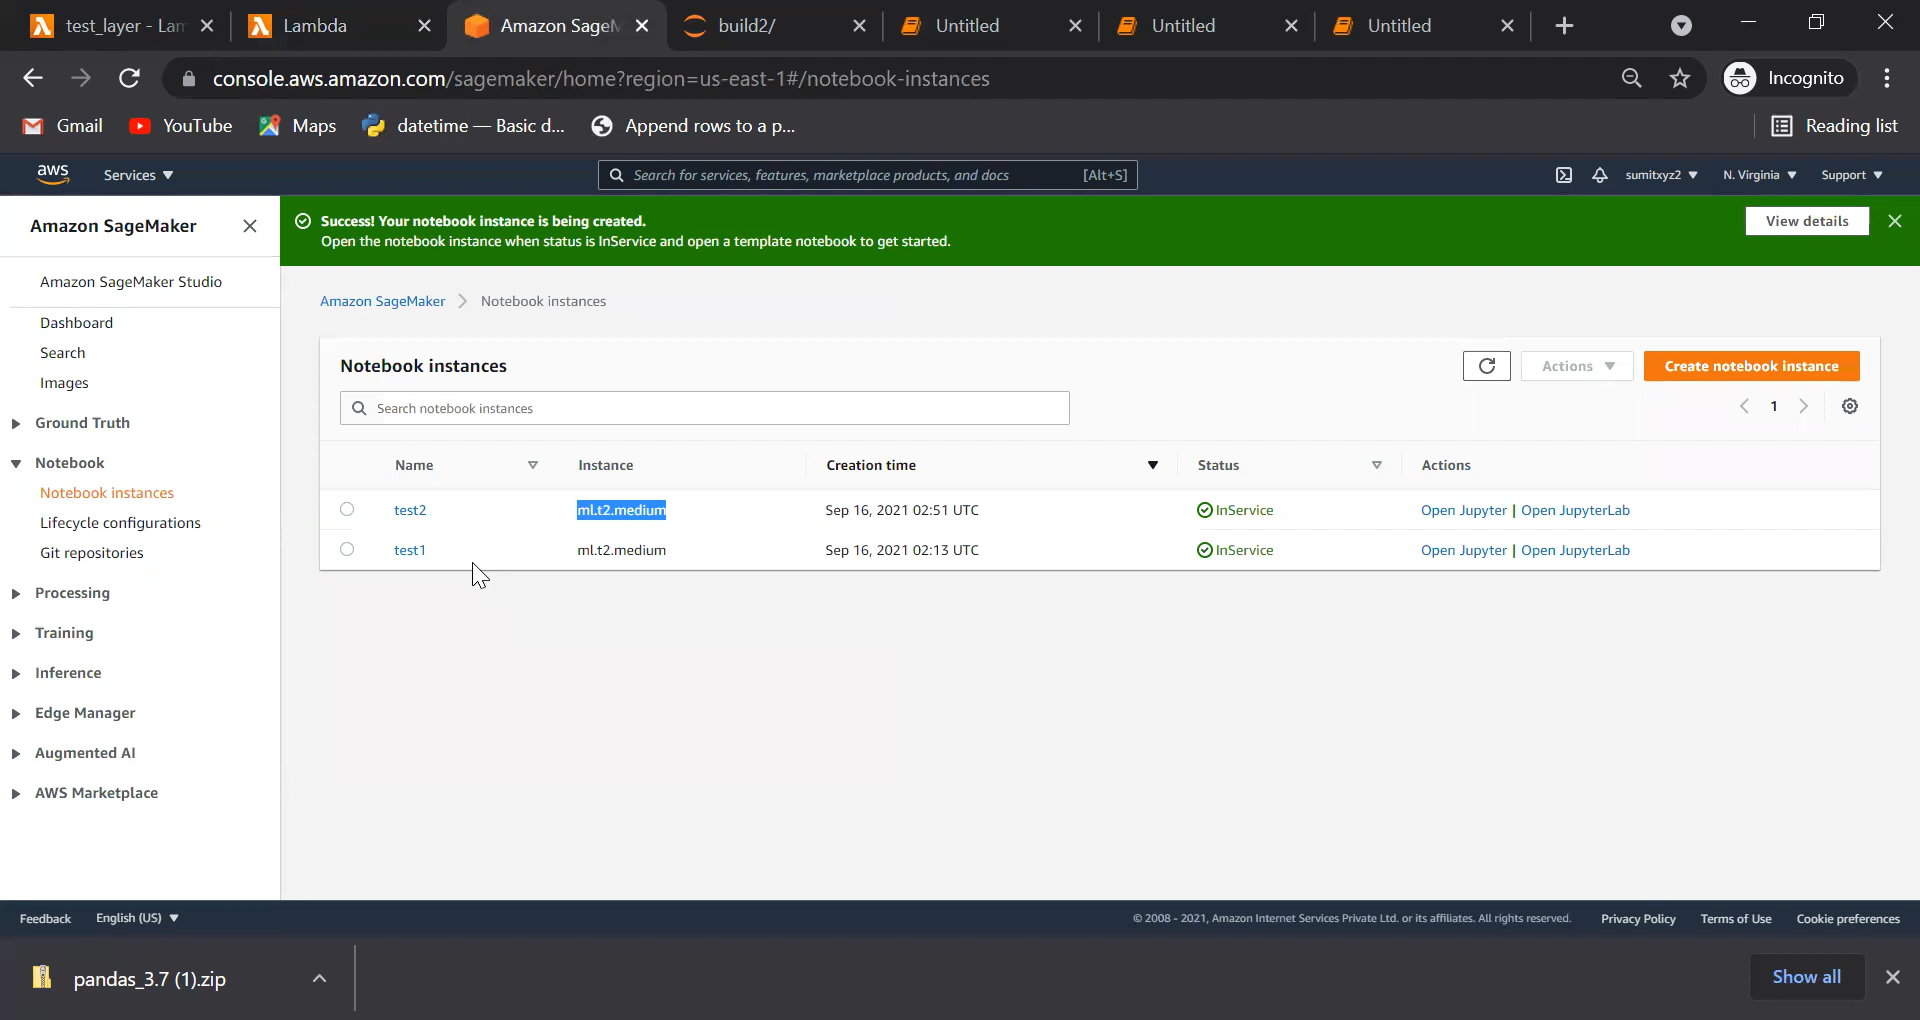 test_layer - Lam
Lambda
Amazon SageM
build2/
Untitled
Untitled
Untitled
console.aws.amazon.com/sagemaker/home?region=us-east-1#/notebook-instances
Incognito
Gmail
YouTube
Maps
datetime — Basic d...
Append rows to a p...
Reading list
aws
Services
Search for services, features, marketplace products, and docs
[Alt+S]
sumitxyz2
N. Virginia
Support
Amazon SageMaker
Success! Your notebook instance is being created.
Open the notebook instance when status is InService and open a template notebook to get started.
View details
Amazon SageMaker Studio
Dashboard
Search
Images
Ground Truth
Notebook
Notebook instances
Lifecycle configurations
Git repositories
Processing
Training
Inference
Edge Manager
Augmented AI
AWS Marketplace
Amazon SageMaker > Notebook instances
Notebook instances
Actions
Create notebook instance
Search notebook instances
1
Name Instance Creation time Status Actions
test2 ml.t2.medium Sep 16, 2021 02:51 UTC InService Open Jupyter | Open JupyterLab
test1 ml.t2.medium Sep 16, 2021 02:13 UTC InService Open Jupyter | Open JupyterLab
Feedback
English (US)
© 2008 - 2021, Amazon Internet Services Private Ltd. or its affiliates. All rights reserved.
Privacy Policy
Terms of Use
Cookie preferences
pandas_3.7 (1).zip
Show all